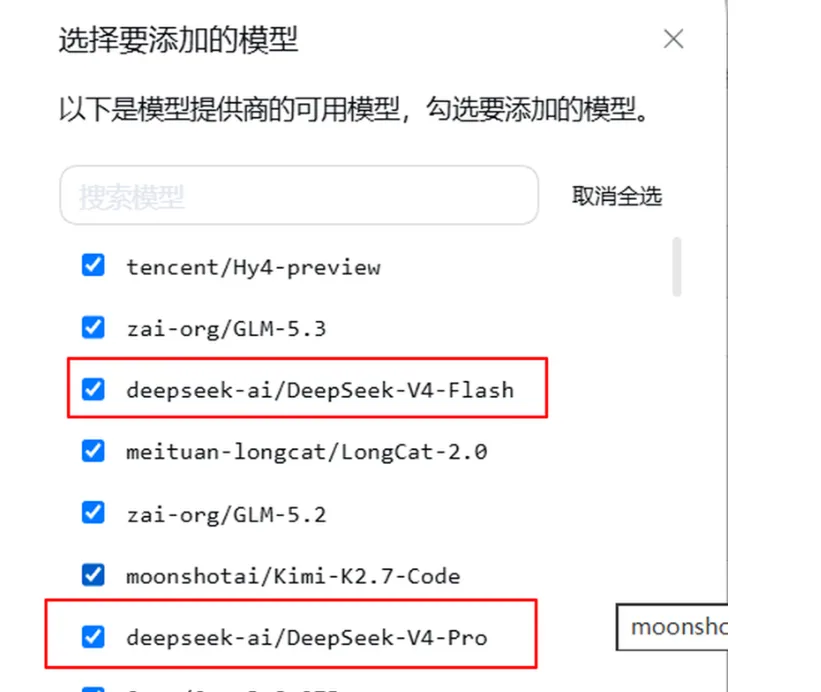 选择要添加的模型
以下是模型提供商的可用模型，勾选要添加的模型。
搜索模型
取消全选
tencent/Hy4-preview
zai-org/GLM-5.3
deepseek-ai/DeepSeek-V4-Flash
meituan-longcat/LongCat-2.0
zai-org/GLM-5.2
moonshotai/Kimi-K2.7-Code
deepseek-ai/DeepSeek-V4-Pro